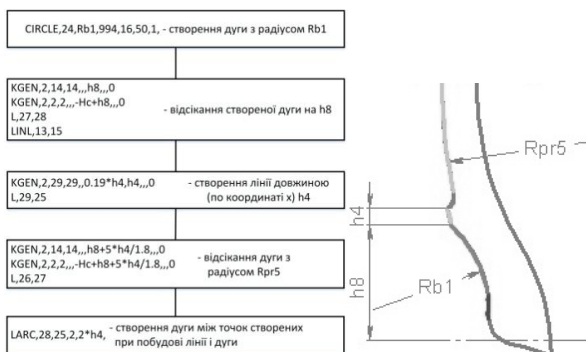 CIRCLE,24,Rb1,994,16,50,1, - створення дуги з радіусом Rb1
KGEN,2,14,14,,,h8,,,0
KGEN,2,2,2,,,-Hc+h8,,,0
L,27,28
LINL,13,15
- відсікання створеної дуги на h8
KGEN,2,29,29,,0.19*h4,h4,,,0
L,29,25
- створення лінії довжиною
(по координаті x) h4
KGEN,2,14,14,,,h8+5*h4/1.8,,,0
KGEN,2,2,2,,,-Hc+h8+5*h4/1.8,,,0
L,26,27
- відсікання дуги з
радіусом Rpr5
LARC,28,25,2,2*h4, - створення дуги між точок створених
при побудові лінії і дуги
Rpr5
h4
h8
Rb1